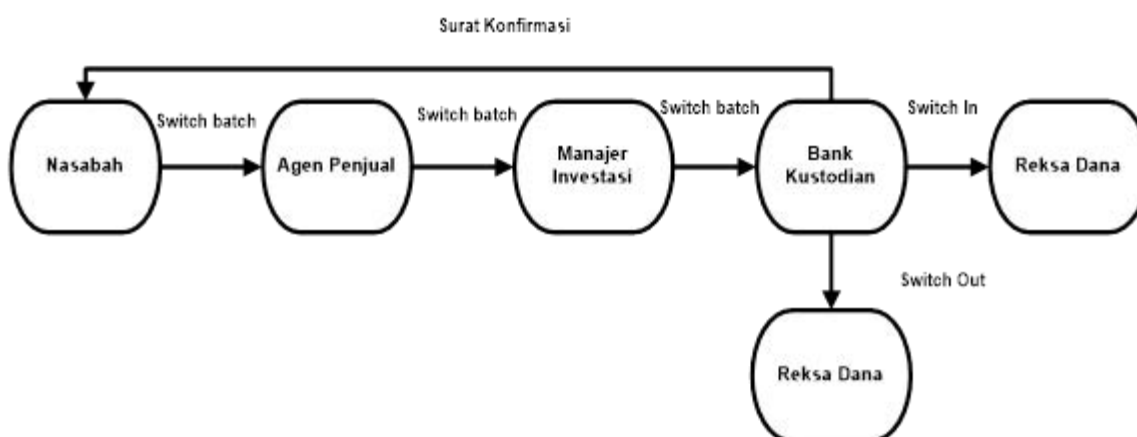 Surat Konfirmasi
Switch batch
Switch batch
Switch batch
Switch In
Nasabah
Agen Penjual
Manajer
Investasi
Bank
Kustodian
Reksa Dana
Switch Out
Reksa Dana